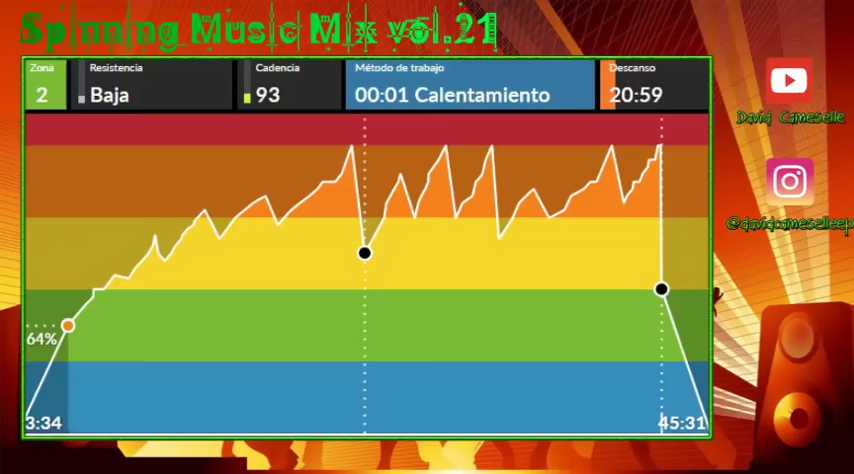 Spinning Music Mix vol.21
Zona
2
Resistencia
Baja
Cadencia
93
Método de trabajo
00:01 Calentamiento
Descanso
20:59
David Cameselle
@davidcameselleep
64%
3:34
45:31